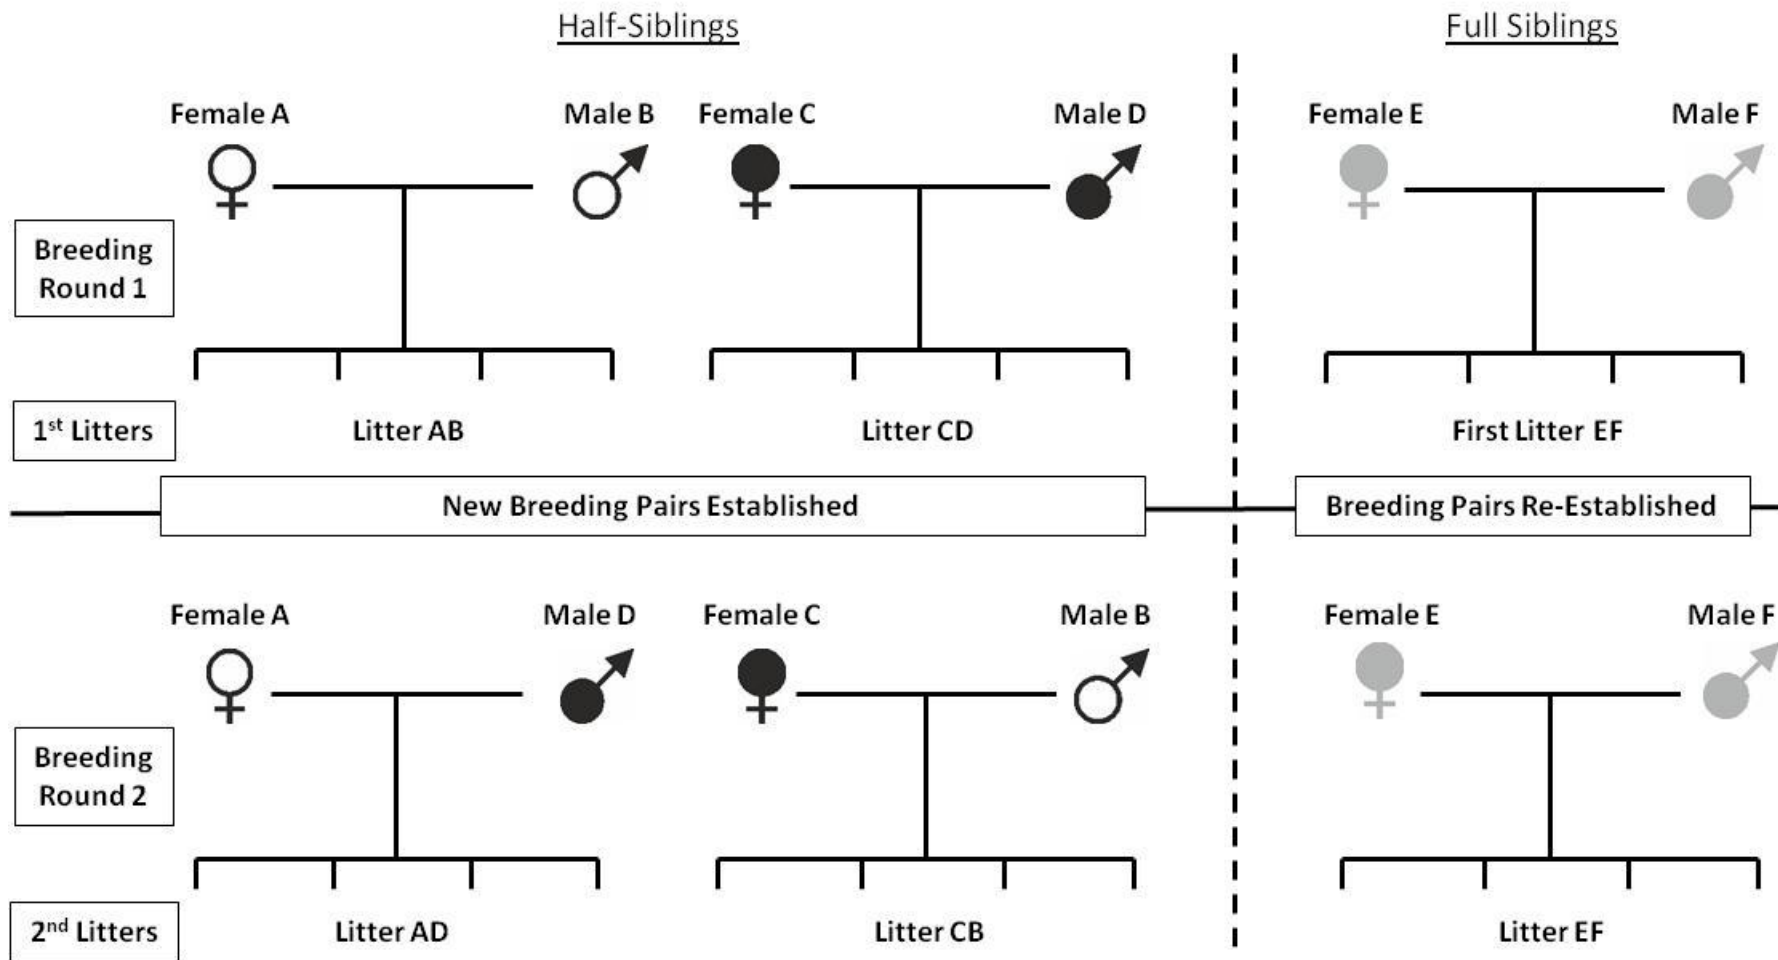 Half-Siblings
Full Siblings
Female A
Male B
Female C
Male D
Female E
Male F
Breeding
Round 1
1st Litters
Litter AB
Litter CD
First Litter EF
New Breeding Pairs Established
Breeding Pairs Re-Established
Female A
Male D
Female C
Male B
Female E
Male F
Breeding
Round 2
2nd Litters
Litter AD
Litter CB
Litter EF